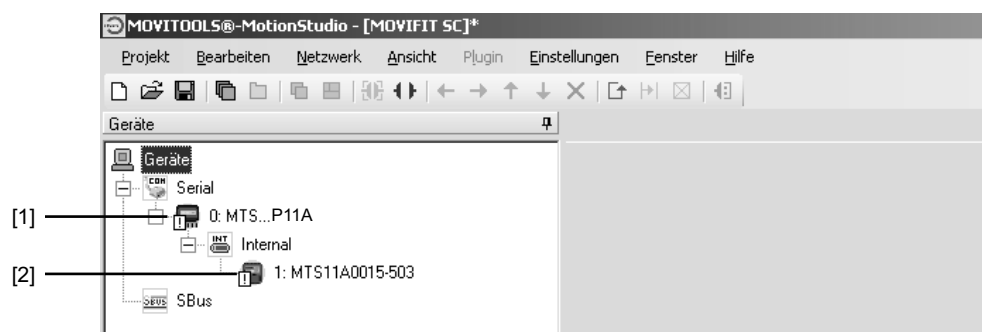 MOVITOOLS®-MotionStudio - [MOVIFIT SC]*
Projekt Bearbeiten Netzwerk Ansicht Plugin Einstellungen Fenster Hilfe
Geräte
Geräte
COM
Serial
[1] 0: MTS...P11A
INT
Internal
[2] 1: MTS11A0015-503
SBUS
SBus